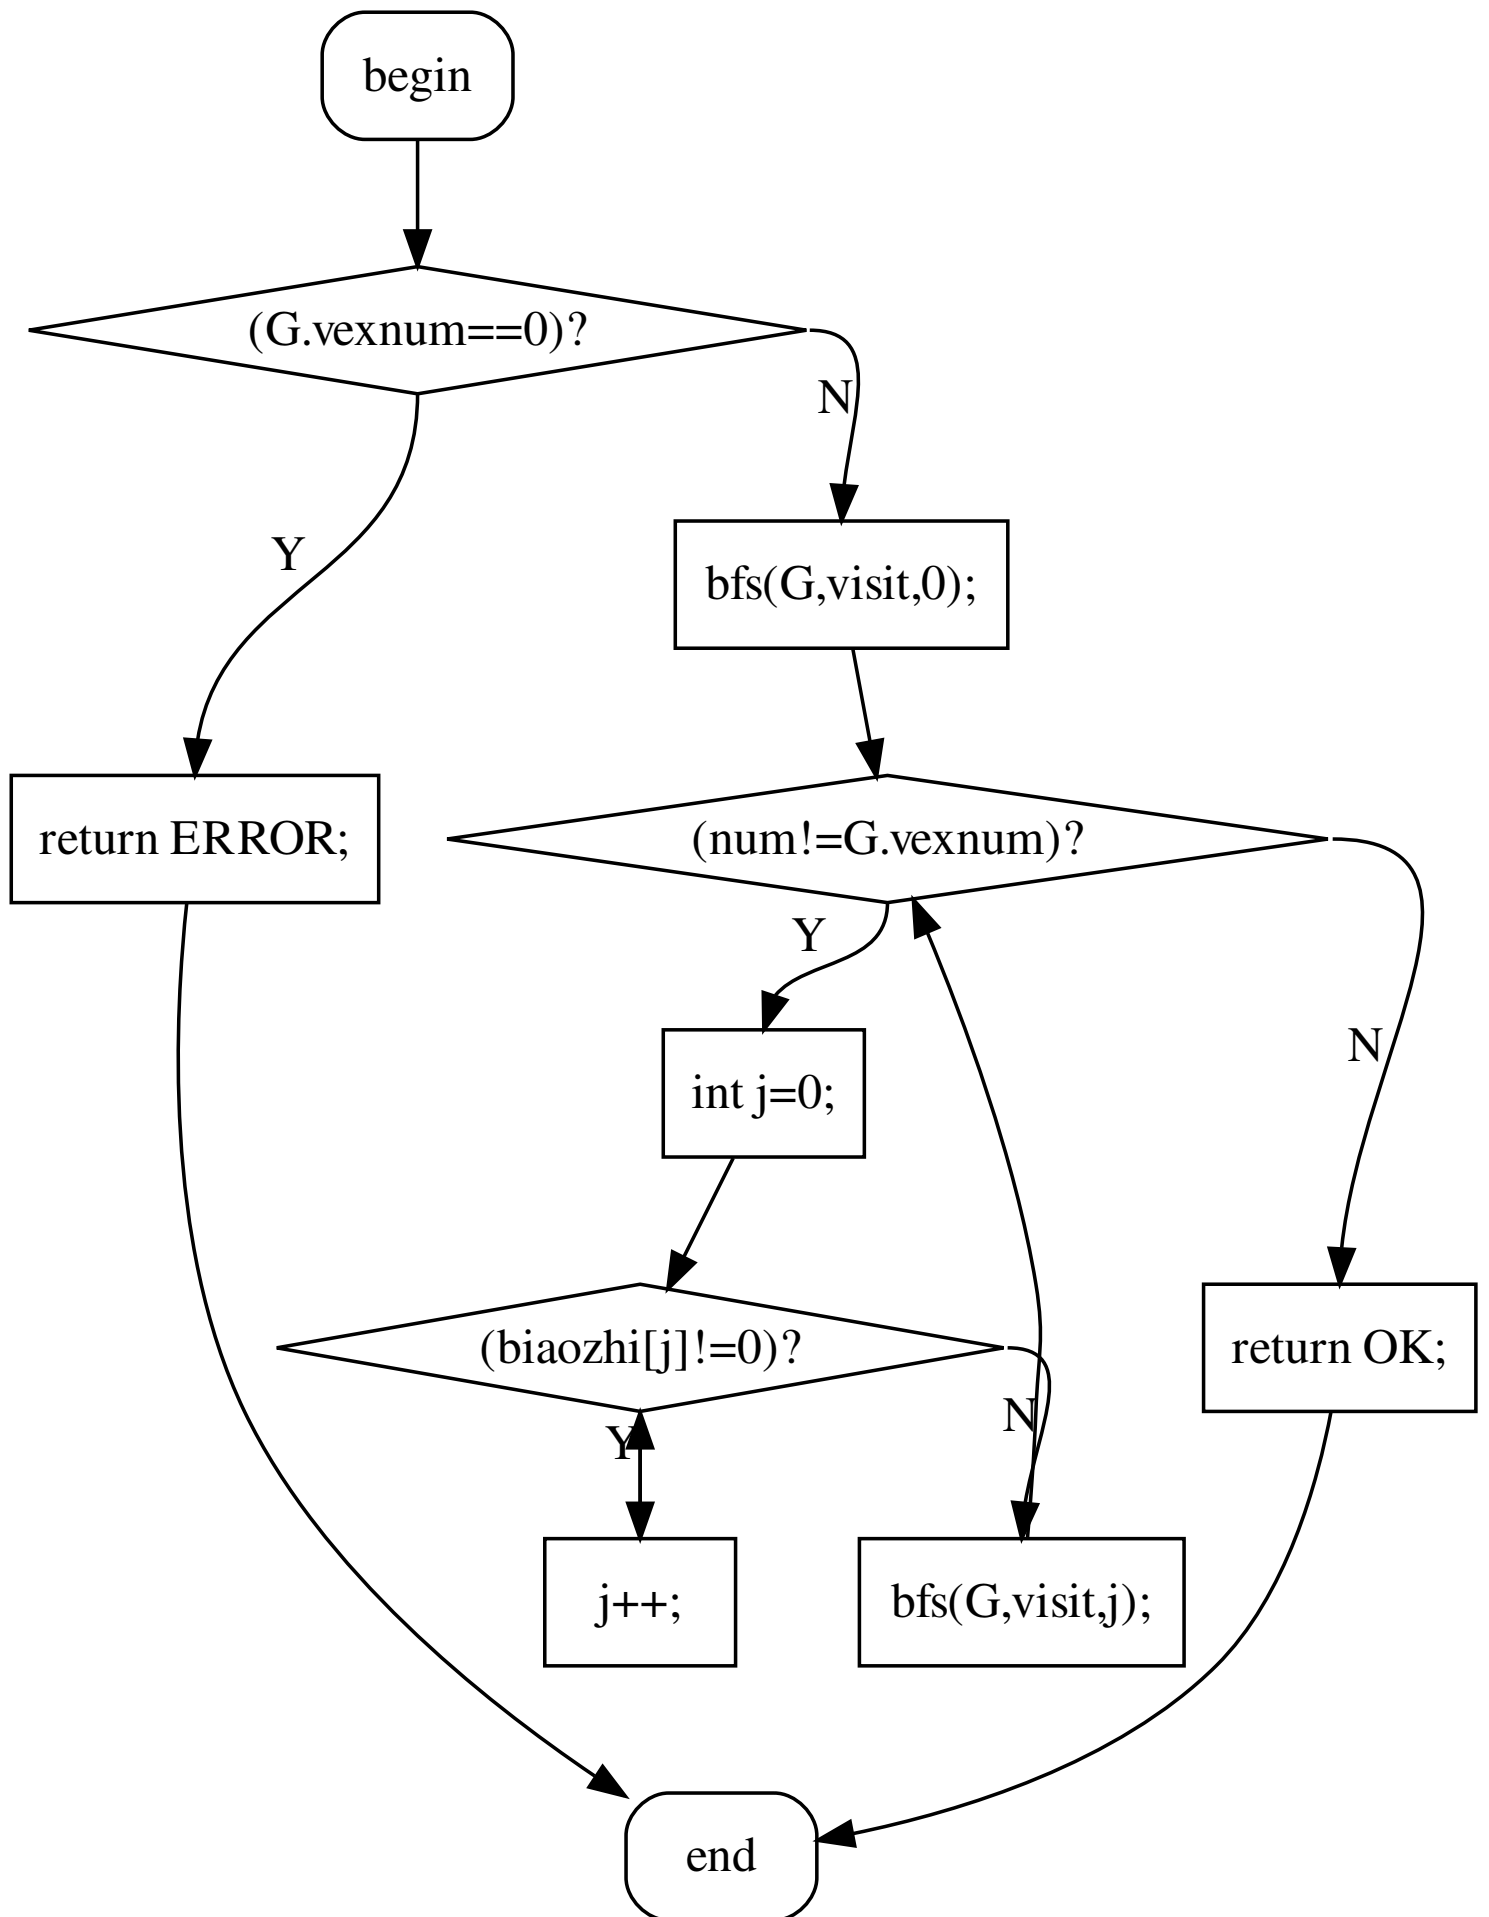 begin
(G.vexnum==0)?
N
Y
bfs(G,visit,0);
return ERROR;
(num!=G.vexnum)?
Y
N
int j=0;
(biaozhi[j]!=0)?
return OK;
Y
N
j++;
bfs(G,visit,j);
end